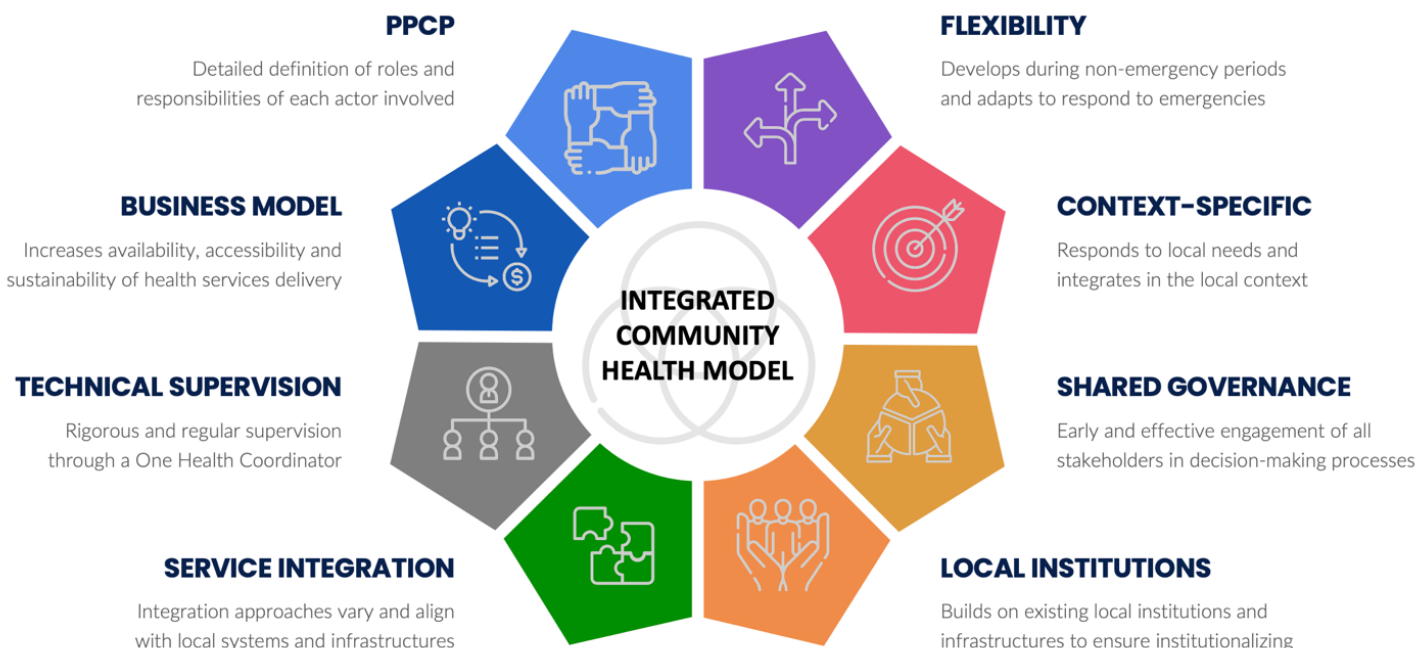 PPCP
Detailed definition of roles and
responsibilities of each actor involved
FLEXIBILITY
Develops during non-emergency periods
and adapts to respond to emergencies
BUSINESS MODEL
Increases availability, accessibility and
sustainability of health services delivery
CONTEXT-SPECIFIC
Responds to local needs and
integrates in the local context
INTEGRATED
COMMUNITY
HEALTH MODEL
TECHNICAL SUPERVISION
Rigorous and regular supervision
through a One Health Coordinator
SHARED GOVERNANCE
Early and effective engagement of all
stakeholders in decision-making processes
SERVICE INTEGRATION
Integration approaches vary and align
with local systems and infrastructures
LOCAL INSTITUTIONS
Builds on existing local institutions and
infrastructures to ensure institutionalizing
$